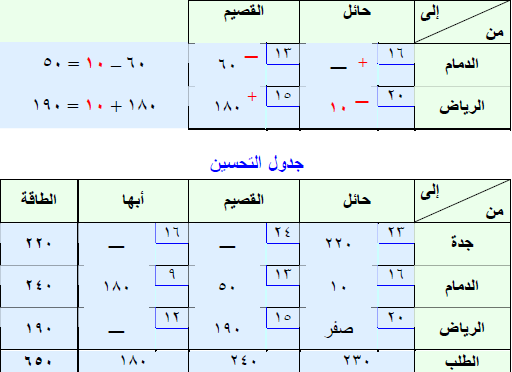 إلى من حائل القصيم
الدمام ١٦ + — ١٣ — ٦٠ ٦٠ – ١٠ = ٥٠
الرياض ٢٠ — ١٠ ١٥ + ١٨٠ ١٨٠ + ١٠ = ١٩٠
جدول التحسين
إلى من حائل القصيم أبها الطاقة
جدة ٢٣ ٢٢٠ ٢٤ — ١٦ — ٢٢٠
الدمام ١٦ ١٠ ١٣ ٥٠ ٩ ١٨٠ ٢٤٠
الرياض ٢٠ صفر ١٥ ١٩٠ ١٢ — ١٩٠
الطلب ٢٣٠ ٢٤٠ ١٨٠ ٦٥٠